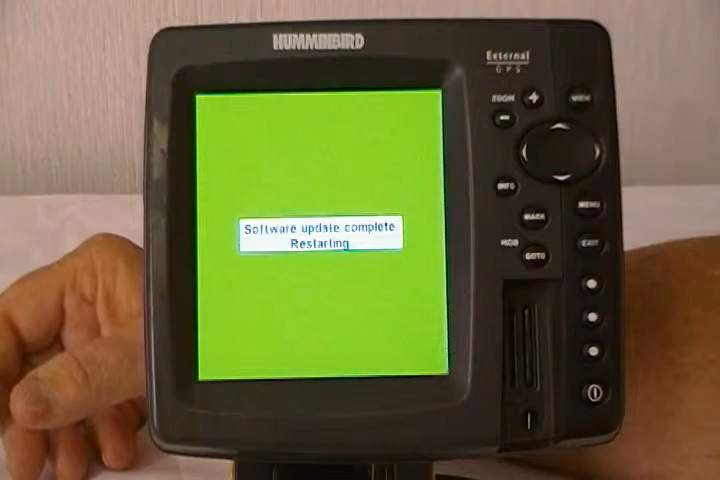 HUMMINBIRD
External
GPS
ZOOM
+
VIEW
-
INFO
MARK
MENU
MOB
GOTO
EXIT
Software update complete
Restarting